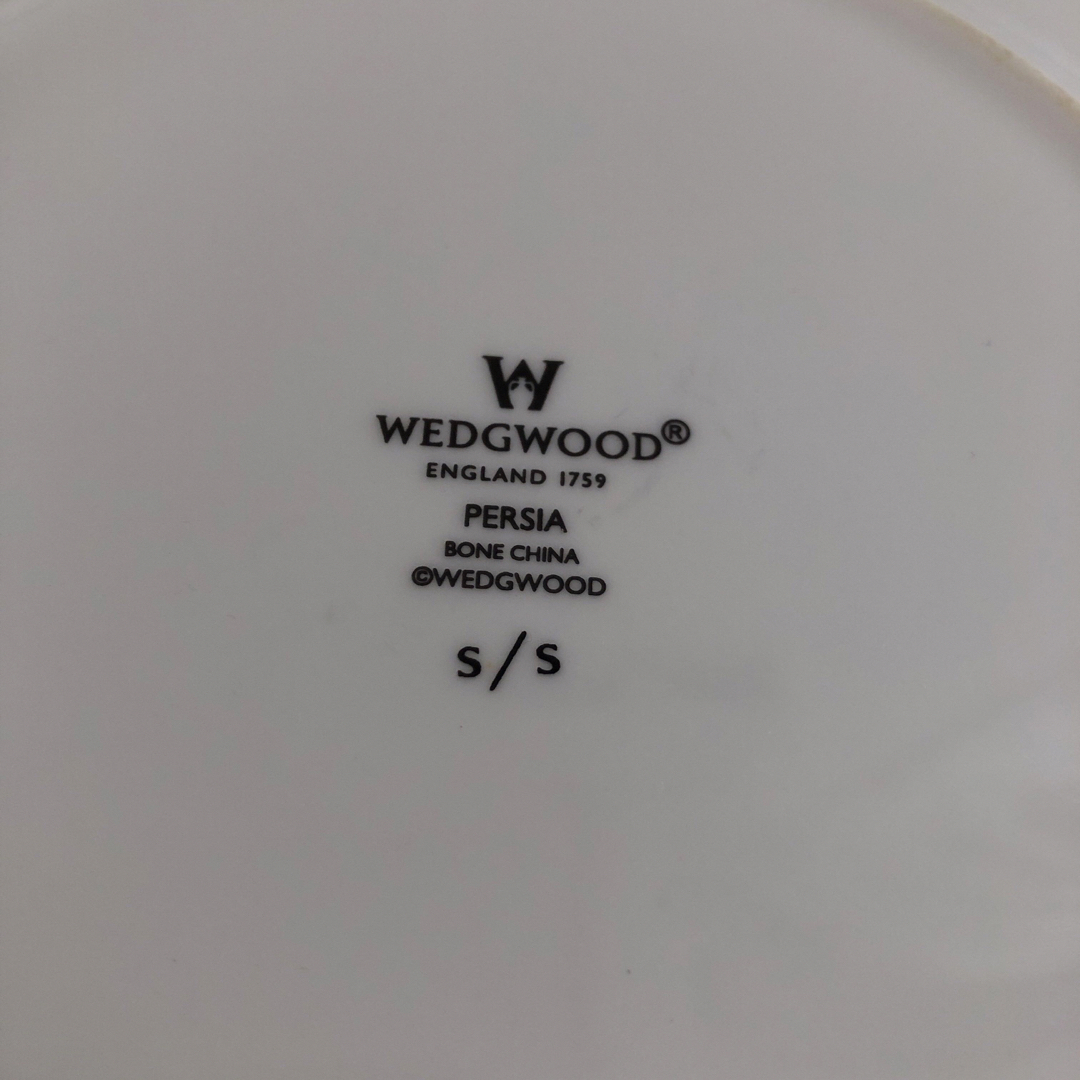 W
WEDGWOOD®
ENGLAND 1759
PERSIA
BONE CHINA
©WEDGWOOD
S/S